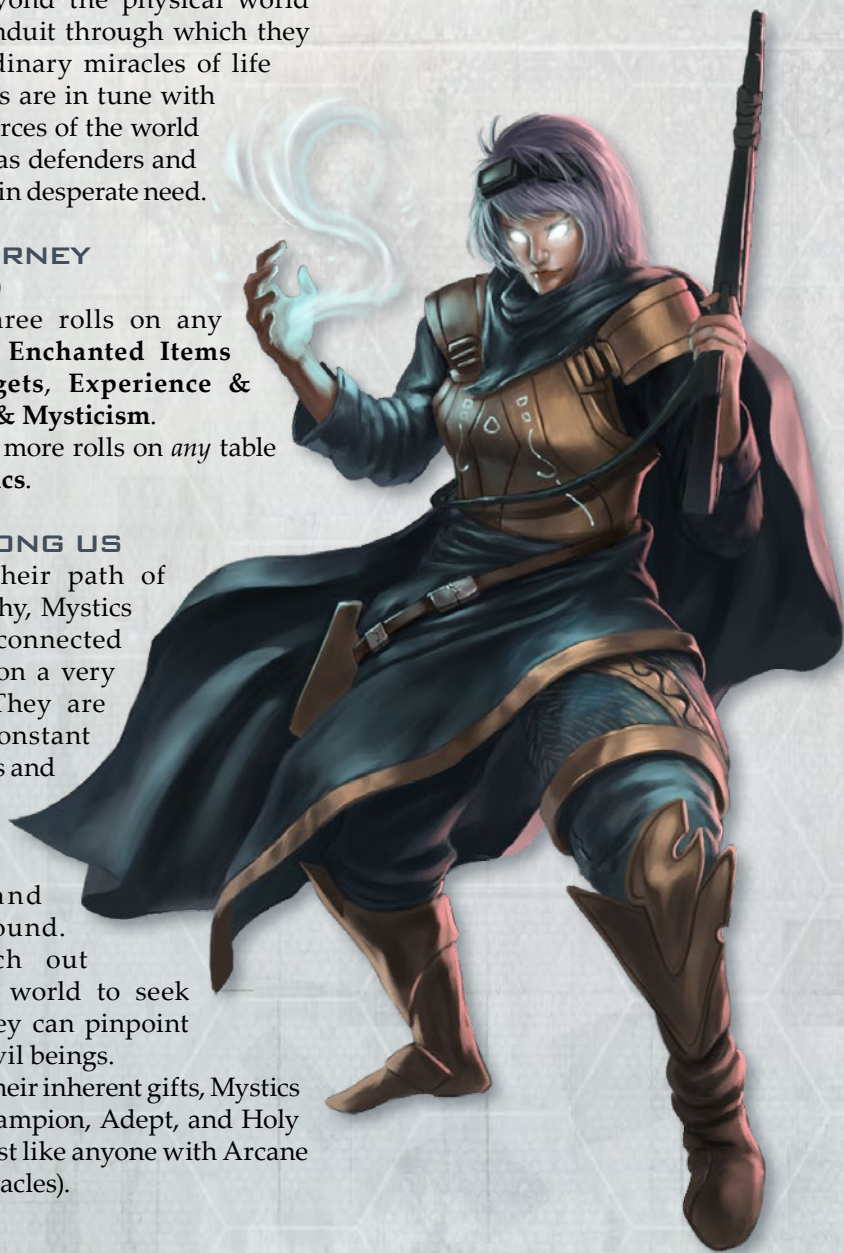 yond the physical world
nduit through which they
dinary miracles of life
s are in tune with
rces of the world
as defenders and
in desperate need.
RNEY
)
ree rolls on any
Enchanted Items
gets, Experience &
& Mysticism.
more rolls on any table
ics.
ONG US
heir path of
hy, Mystics
connected
on a very
They are
onstant
s and
and
ound.
ch out
world to seek
ey can pinpoint
vil beings.
heir inherent gifts, Mystics
ampion, Adept, and Holy
st like anyone with Arcane
acles).